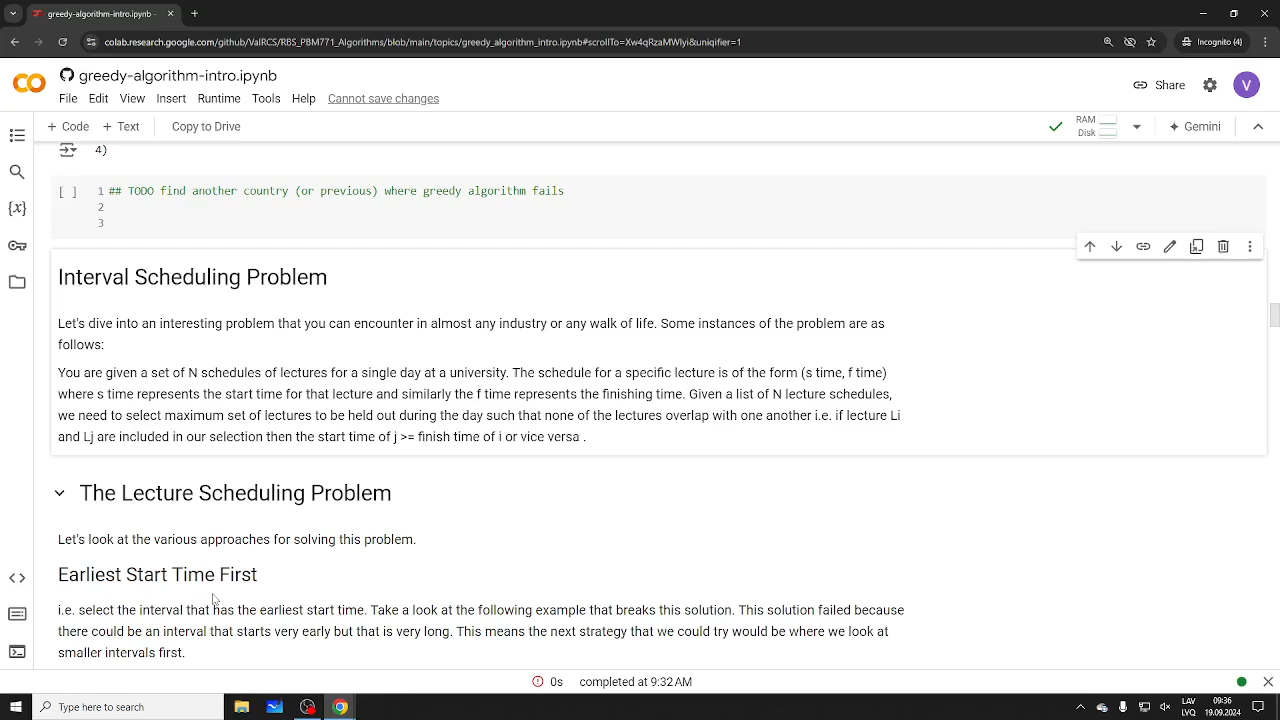 greedy-algorithm-intro.ipynb -
colab.research.google.com/github/ValRCS/RBS_PBM771_Algorithms/blob/main/topics/greedy_algorithm_intro.ipynb#scrollTo=Xw4qRzaMWlyi&uniqifier=1
Incognito (4)
greedy-algorithm-intro.ipynb
Share
V
File Edit View Insert Runtime Tools Help Cannot save changes
+ Code + Text Copy to Drive
RAM
Disk
Gemini
4)
[ ] 1 ## TODO find another country (or previous) where greedy algorithm fails
2
3
Interval Scheduling Problem
Let's dive into an interesting problem that you can encounter in almost any industry or any walk of life. Some instances of the problem are as
follows:
You are given a set of N schedules of lectures for a single day at a university. The schedule for a specific lecture is of the form (s time, f time)
where s time represents the start time for that lecture and similarly the f time represents the finishing time. Given a list of N lecture schedules,
we need to select maximum set of lectures to be held out during the day such that none of the lectures overlap with one another i.e. if lecture Li
and Lj are included in our selection then the start time of j >= finish time of i or vice versa .
The Lecture Scheduling Problem
Let's look at the various approaches for solving this problem.
Earliest Start Time First
i.e. select the interval that has the earliest start time. Take a look at the following example that breaks this solution. This solution failed because
there could be an interval that starts very early but that is very long. This means the next strategy that we could try would be where we look at
smaller intervals first.
0s completed at 9:32 AM
Type here to search
LAV
LVQ
09:36
19.09.2024